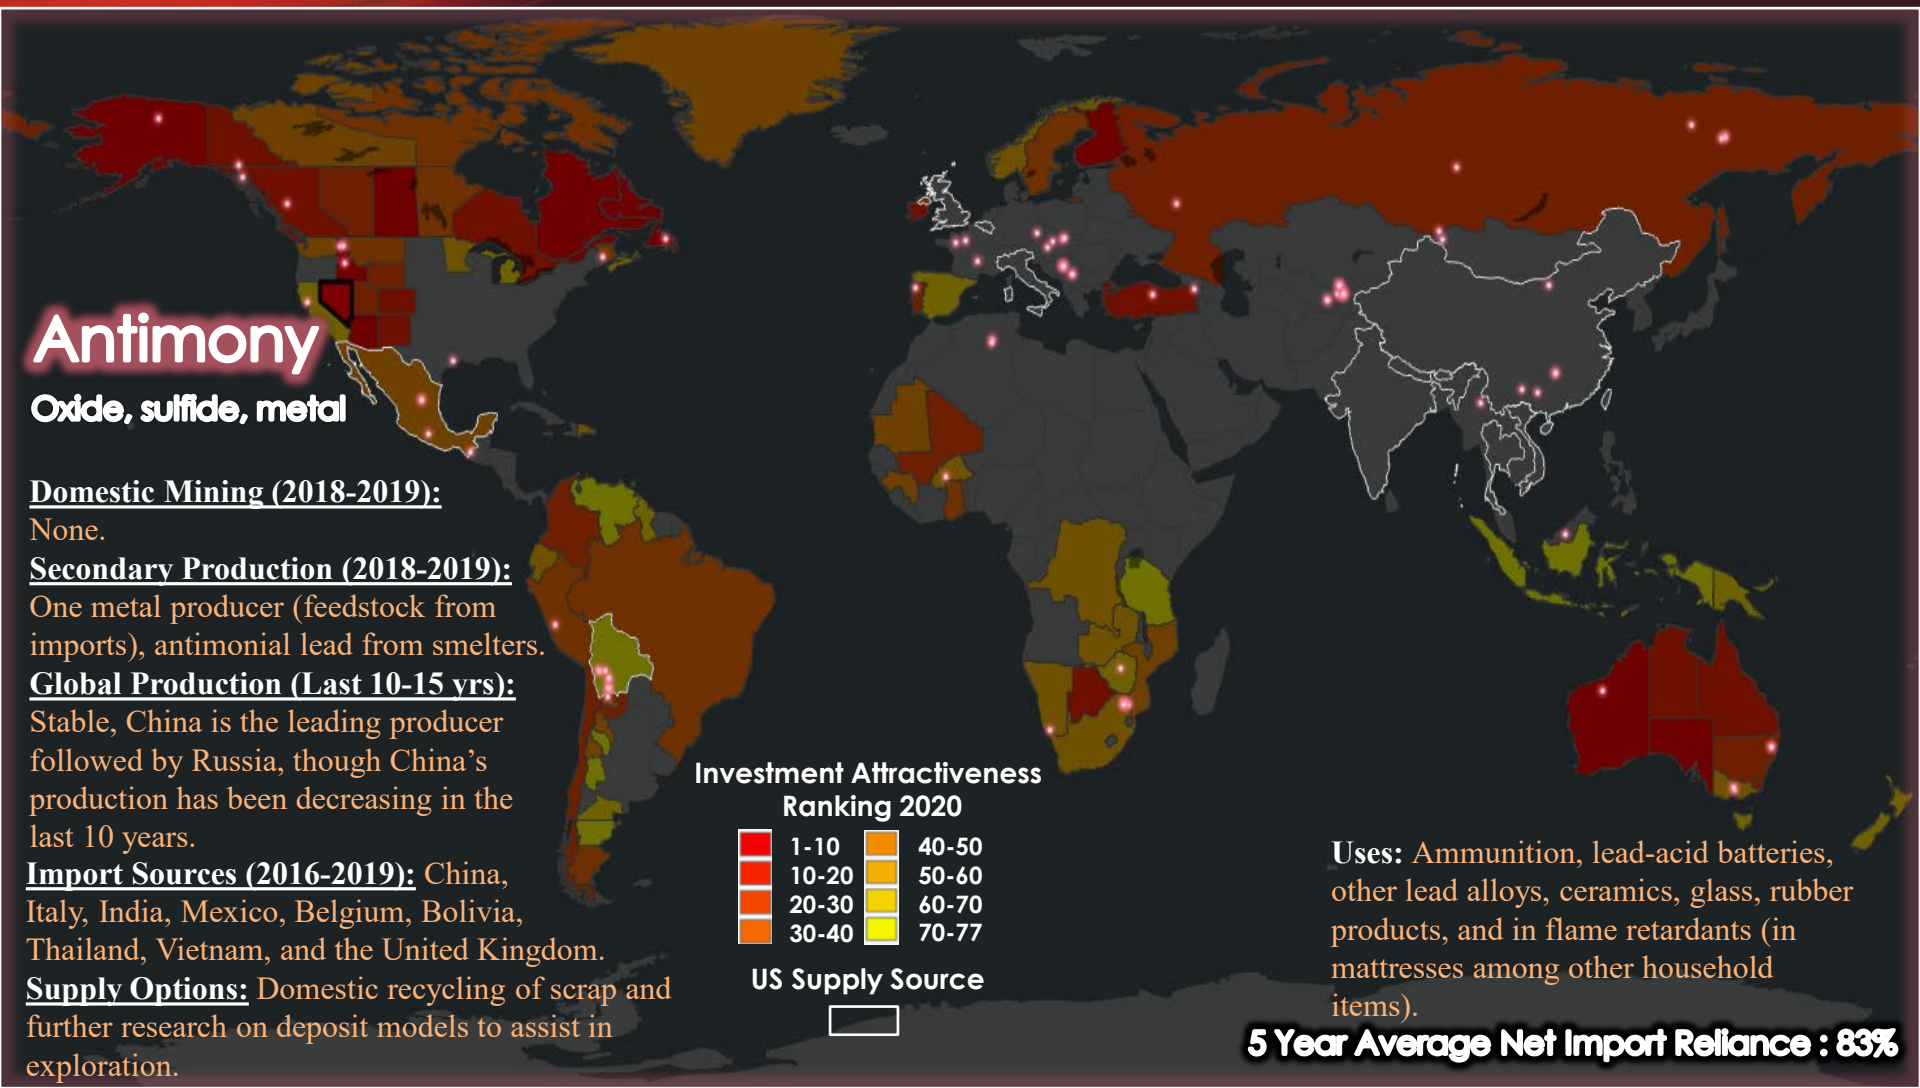 Antimony
Oxide, sulfide, metal
Domestic Mining (2018-2019):
None.
Secondary Production (2018-2019):
One metal producer (feedstock from
imports), antimonial lead from smelters.
Global Production (Last 10-15 yrs):
Stable, China is the leading producer
followed by Russia, though China’s
production has been decreasing in the
last 10 years.
Import Sources (2016-2019): China,
Italy, India, Mexico, Belgium, Bolivia,
Thailand, Vietnam, and the United Kingdom.
Supply Options: Domestic recycling of scrap and
further research on deposit models to assist in
exploration.
Investment Attractiveness
Ranking 2020
1-10 40-50
10-20 50-60
20-30 60-70
30-40 70-77
US Supply Source
Uses: Ammunition, lead-acid batteries,
other lead alloys, ceramics, glass, rubber
products, and in flame retardants (in
mattresses among other household
items).
5 Year Average Net Import Reliance : 83%